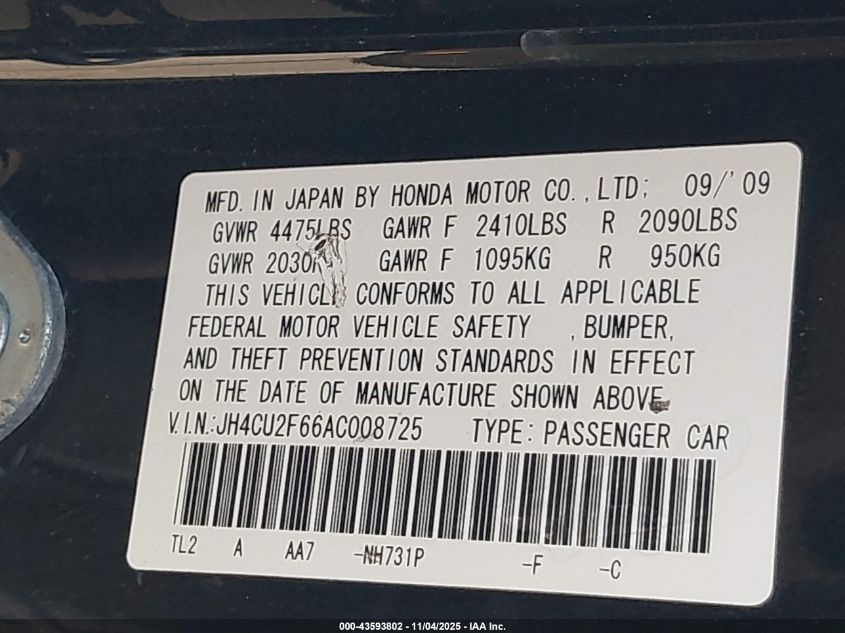 MFD. IN JAPAN BY HONDA MOTOR CO., LTD; 09/'09
GVWR 4475LBS GAWR F 2410LBS R 2090LBS
GVWR GAWR F 1095KG R 950KG
THIS VEHICLE CONFORMS TO ALL APPLICABLE
FEDERAL MOTOR VEHICLE SAFETY , BUMPER,
AND THEFT PREVENTION STANDARDS IN EFFECT
ON THE DATE OF MANUFACTURE SHOWN ABOVE.
V.I.N.:JH4CU2F66AC008725 TYPE: PASSENGER CAR
TL2 A AA7 -NH731P -F -C
000-43593802 - 11/04/2025 - IAA Inc.